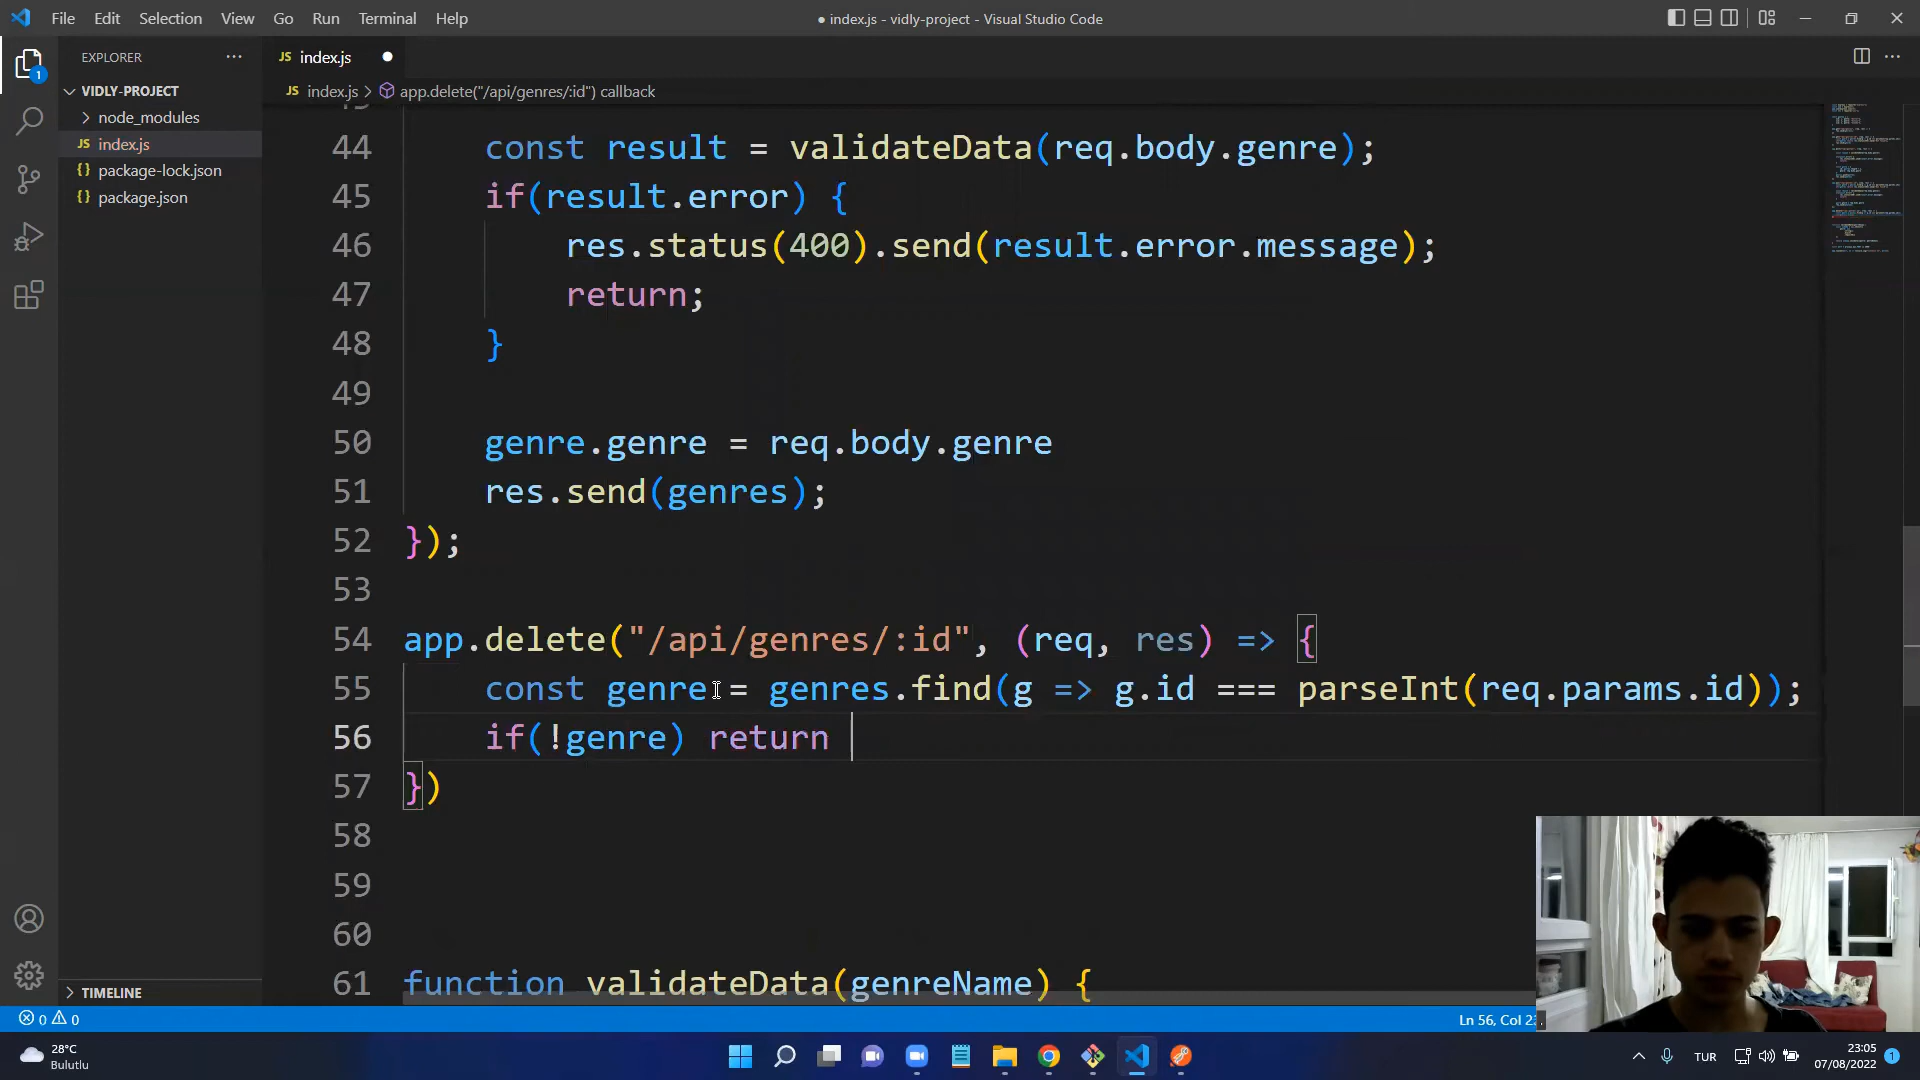 File Edit Selection View Go Run Terminal Help
● index.js - vidly-project - Visual Studio Code
EXPLORER
VIDLY-PROJECT
node_modules
JS index.js
{} package-lock.json
{} package.json
TIMELINE
1
JS index.js
JS index.js > app.delete("/api/genres/:id") callback
44 const result = validateData(req.body.genre);
45 if(result.error) {
46 res.status(400).send(result.error.message);
47 return;
48 }
49
50 genre.genre = req.body.genre
51 res.send(genres);
52 });
53
54 app.delete("/api/genres/:id", (req, res) => {
55 const genre = genres.find(g => g.id === parseInt(req.params.id));
56 if(!genre) return
57 })
58
59
60
61 function validateData(genreName) {
0 0
Ln 56, Col 23
28°C
Bulutlu
TUR
23:05
07/08/2022
1